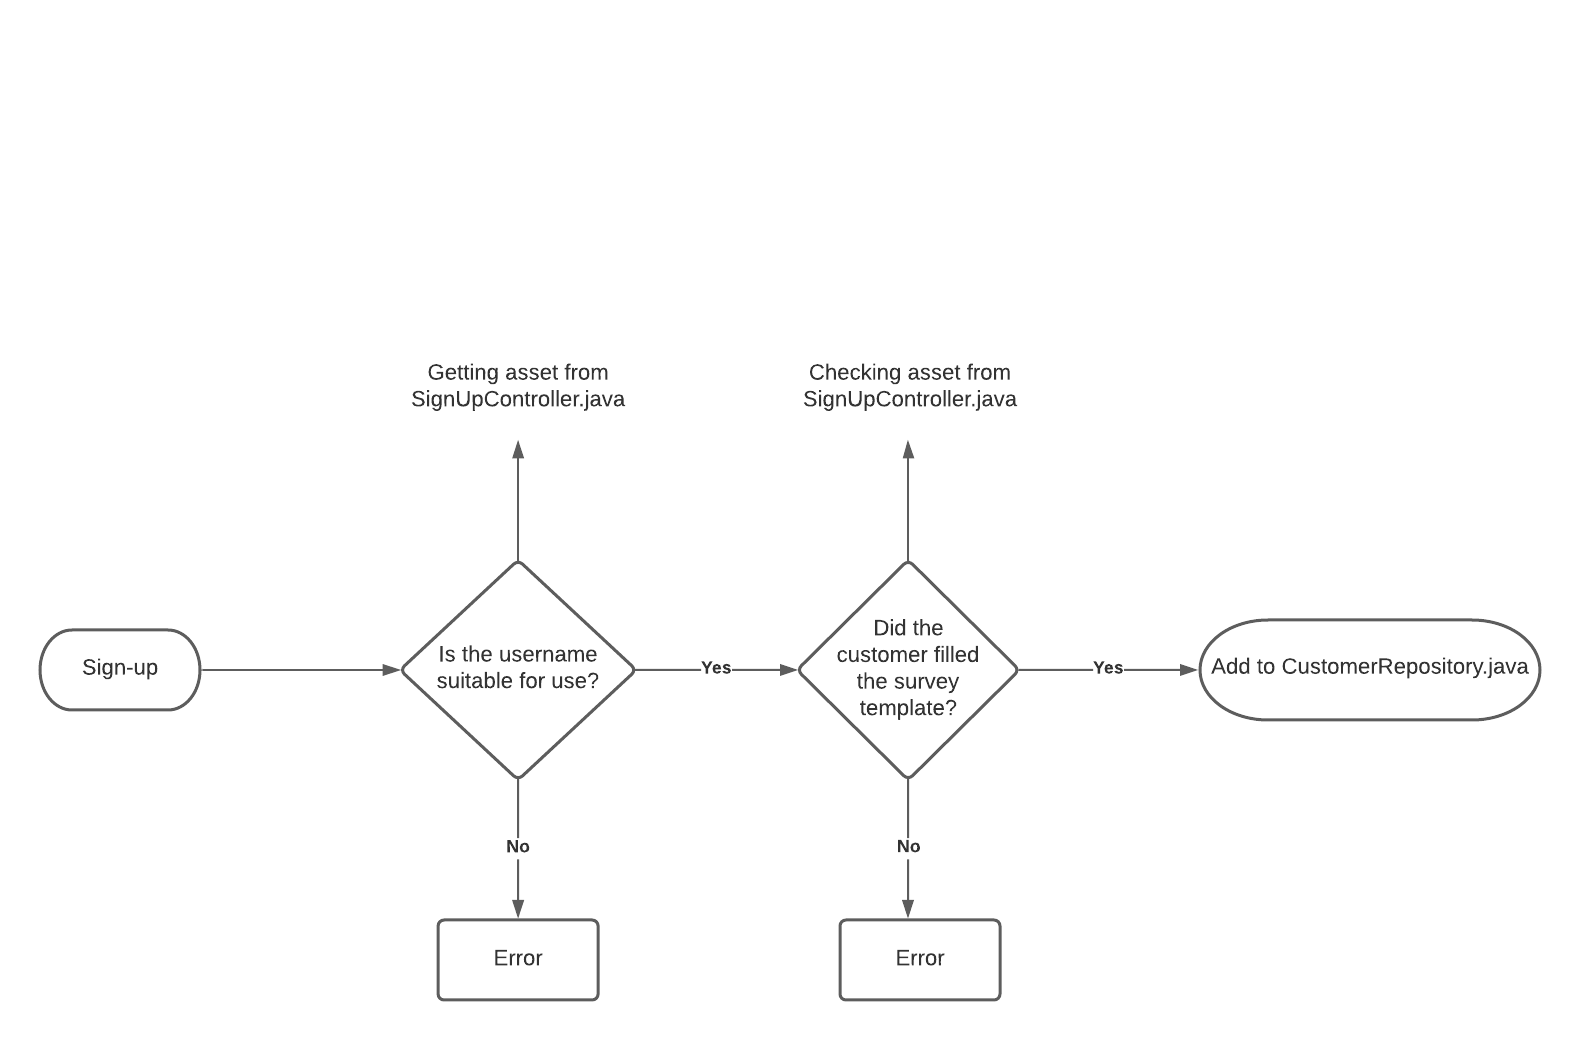 Getting asset from
SignUpController.java
Checking asset from
SignUpController.java
Sign-up
Is the username
suitable for use?
Yes
Did the
customer filled
the survey
template?
Yes
Add to CustomerRepository.java
No
No
Error
Error